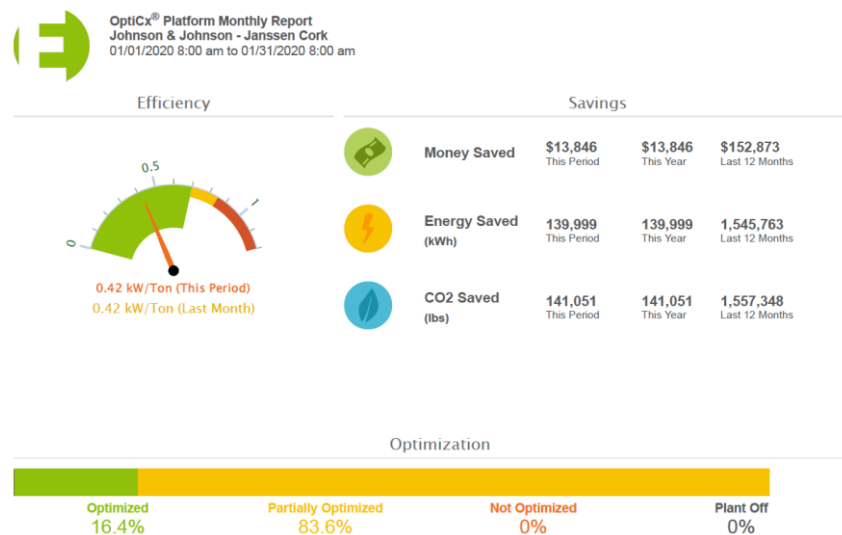 OptiCx® Platform Monthly Report
Johnson & Johnson - Janssen Cork
01/01/2020 8:00 am to 01/31/2020 8:00 am
Efficiency
0
0.5
1
0.42 kW/Ton (This Period)
0.42 kW/Ton (Last Month)
Savings
Money Saved $13,846 $13,846 $152,873
This Period This Year Last 12 Months
Energy Saved 139,999 139,999 1,545,763
(kWh) This Period This Year Last 12 Months
CO2 Saved 141,051 141,051 1,557,348
(lbs) This Period This Year Last 12 Months
Optimization
Optimized Partially Optimized Not Optimized Plant Off
16.4% 83.6% 0% 0%